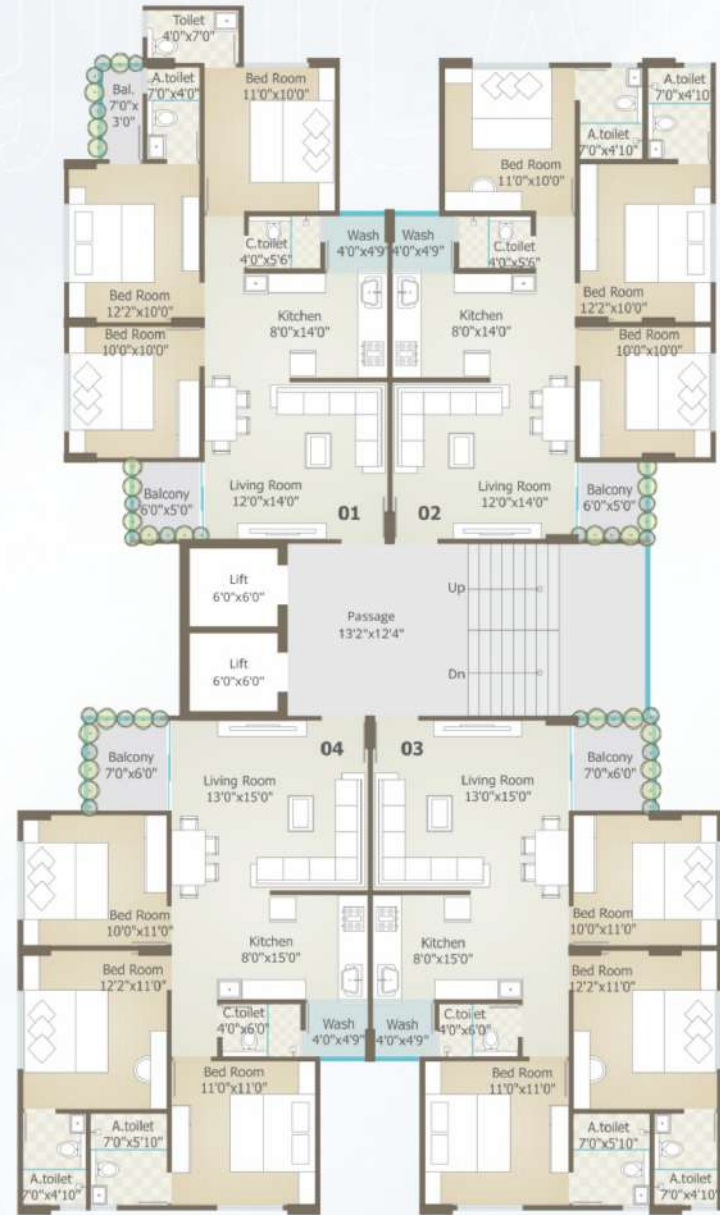 Toilet
4'0"x7'0"
Bal.
7'0"x
3'0"
A.toilet
7'0"x4'0"
Bed Room
11'0"x10'0"
Bed Room
11'0"x10'0"
A.toilet
7'0"x4'10"
A.toilet
7'0"x4'10
C.toilet
4'0"x5'6"
Wash
4'0"x4'9"
Wash
4'0"x4'9"
C.toilet
4'0"x5'6
Bed Room
12'2"x10'0"
Bed Room
12'2"x10'0"
Kitchen
8'0"x14'0"
Kitchen
8'0"x14'0"
Bed Room
10'0"x10'0"
Bed Room
10'0"x10'0"
Living Room
12'0"x14'0"
01
02
Living Room
12'0"x14'0"
Balcony
6'0"x5'0"
Balcony
6'0"x5'0"
Lift
6'0"x6'0"
Passage
13'2"x12'4"
Up
Lift
6'0"x6'0"
Dn
Balcony
7'0"x6'0"
Living Room
13'0"x15'0"
04
03
Living Room
13'0"x15'0"
Balcony
7'0"x6'0"
Bed Room
10'0"x11'0"
Kitchen
8'0"x15'0"
Kitchen
8'0"x15'0"
Bed Room
10'0"x11'0"
Bed Room
12'2"x11'0"
Bed Room
12'2"x11'0"
C.toilet
4'0"x6'0"
Wash
4'0"x4'9"
Wash
4'0"x4'9"
C.toilet
4'0"x6'0"
Bed Room
11'0"x11'0"
Bed Room
11'0"x11'0"
A.toilet
7'0"x5'10"
A.toilet
7'0"x5'10"
A.toilet
7'0"x4'10"
A.toilet
7'0"x4'10"